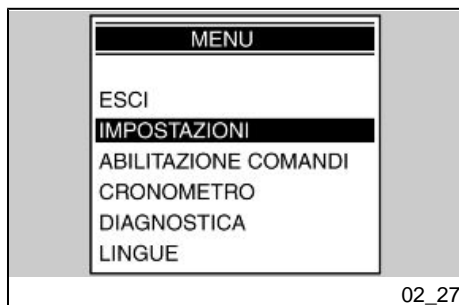 MENU
ESCI
IMPOSTAZIONI
ABILITAZIONE COMANDI
CRONOMETRO
DIAGNOSTICA
LINGUE
02_27